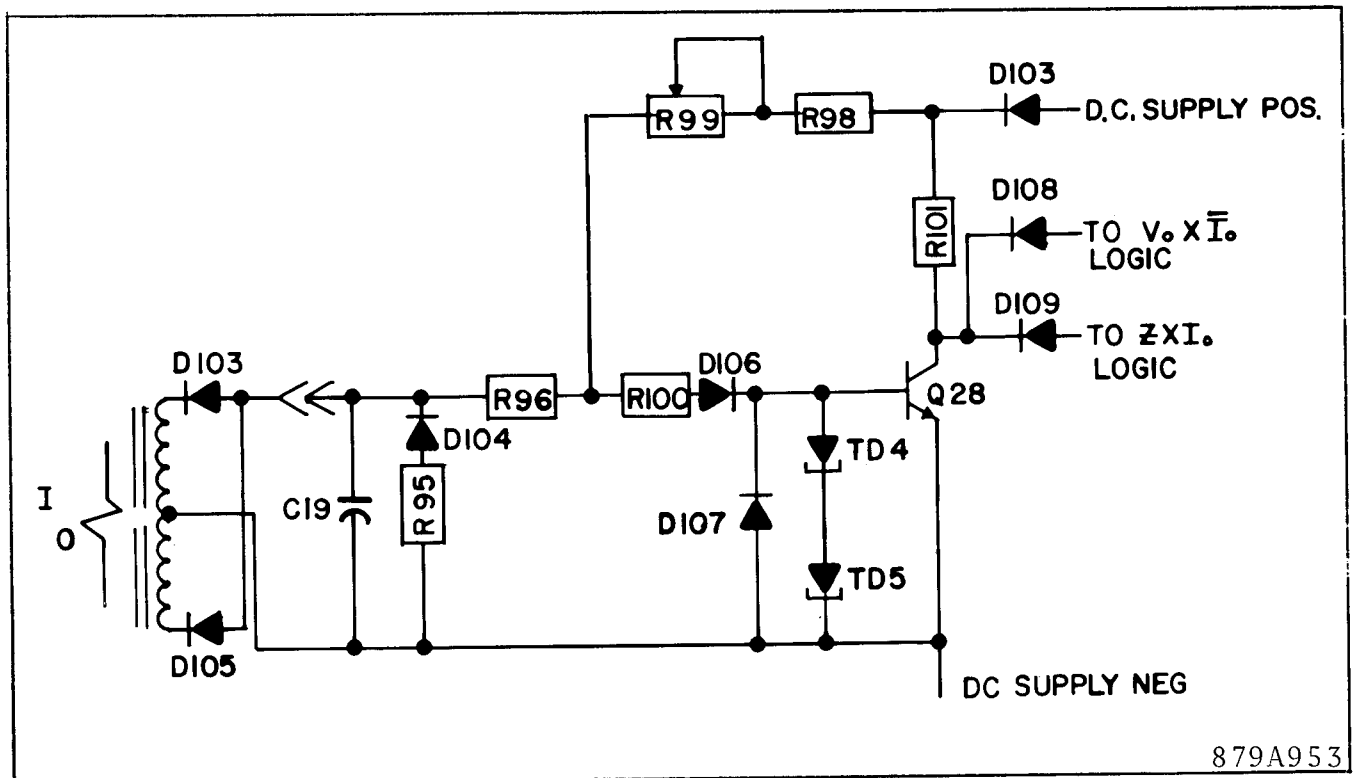 D103
R99
R98
D.C. SUPPLY POS.
D108
R101
TO V₀ X I̅₀
LOGIC
D109
TO Z X I₀
LOGIC
D103
D106
R96
R100
Q28
D104
TD4
I
O
C19
R95
D107
TD5
D105
DC SUPPLY NEG
879A953